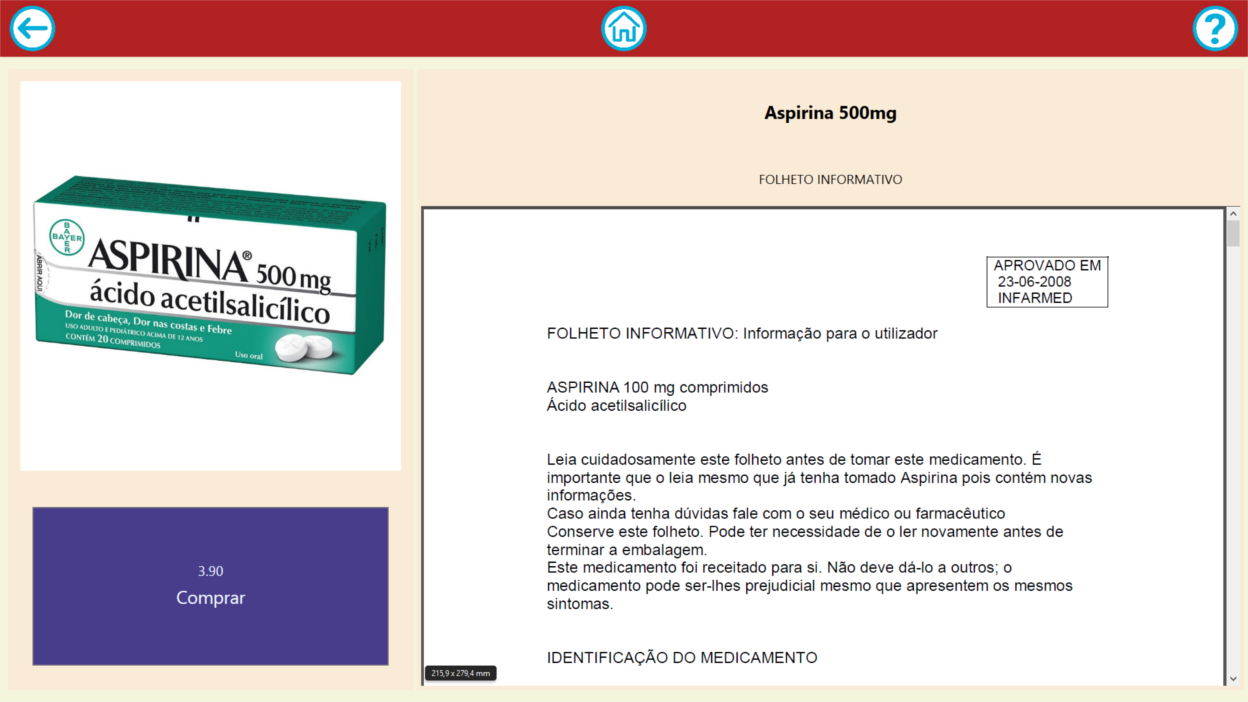 Aspirina 500mg
FOLHETO INFORMATIVO
BAYER
BAYER
ABRIR AQUI
ASPIRINA® 500 mg
ácido acetilsalicílico
Dor de cabeça, Dor nas costas e Febre
USO ADULTO E PEDIÁTRICO ACIMA DE 12 ANOS
CONTÉM 20 COMPRIMIDOS
Uso oral
3.90
Comprar
APROVADO EM
23-06-2008
INFARMED
FOLHETO INFORMATIVO: Informação para o utilizador
ASPIRINA 100 mg comprimidos
Ácido acetilsalicílico
Leia cuidadosamente este folheto antes de tomar este medicamento. É
importante que o leia mesmo que já tenha tomado Aspirina pois contém novas
informações.
Caso ainda tenha dúvidas fale com o seu médico ou farmacêutico
Conserve este folheto. Pode ter necessidade de o ler novamente antes de
terminar a embalagem.
Este medicamento foi receitado para si. Não deve dá-lo a outros; o
medicamento pode ser-lhes prejudicial mesmo que apresentem os mesmos
sintomas.
IDENTIFICAÇÃO DO MEDICAMENTO
215,9 x 279,4 mm